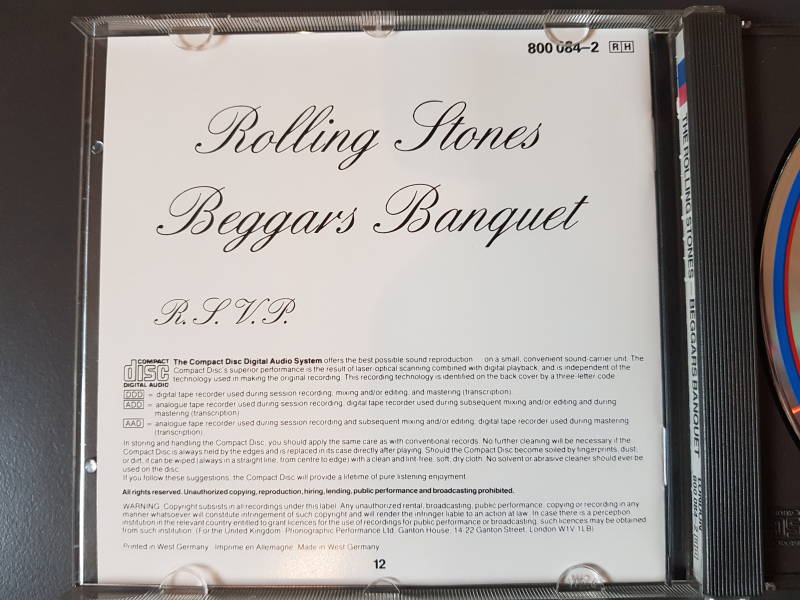 800 084–2 RH
Rolling Stones
Beggars Banquet
R.S.V.P.
COMPACT disc DIGITAL AUDIO
The Compact Disc Digital Audio System offers the best possible sound reproduction on a small, convenient sound-carrier unit. The
Compact Disc's superior performance is the result of laser-optical scanning combined with digital playback, and is independent of the
technology used in making the original recording. This recording technology is identified on the back cover by a three-letter code
DDD = digital tape recorder used during session recording, mixing and/or editing, and mastering (transcription).
ADD = analogue tape recorder used during session recording; digital tape recorder used during subsequent mixing and/or editing and during
mastering (transcription)
AAD = analogue tape recorder used during session recording and subsequent mixing and/or editing; digital tape recorder used during mastering
(transcription).
In storing and handling the Compact Disc, you should apply the same care as with conventional records. No further cleaning will be necessary if the
Compact Disc is always held by the edges and is replaced in its case directly after playing. Should the Compact Disc become soiled by fingerprints, dust,
or dirt, it can be wiped (always in a straight line, from centre to edge) with a clean and lint-free, soft, dry cloth. No solvent or abrasive cleaner should ever be
used on the disc.
If you follow these suggestions, the Compact Disc will provide a lifetime of pure listening enjoyment
All rights reserved. Unauthorized copying, reproduction, hiring, lending, public performance and broadcasting prohibited.
WARNING: Copyright subsists in all recordings under this label. Any unauthorized rental, broadcasting, public performance, copying or recording in any
manner whatsoever will constitute infringement of such copyright and will render the infringer liable to an action at law. In case there is a perception
institution in the relevant country entitled to grant licences for the use of recordings for public performance or broadcasting, such licences may be obtained
from such institution. (For the United Kingdom: Phonographic Performance Ltd. Ganton House, 14-22 Ganton Street, London W1V 1LB)
Printed in West Germany Imprimé en Allemagne Made in West Germany
12
THE ROLLING STONES — BEGGARS BANQUET
800 084-2